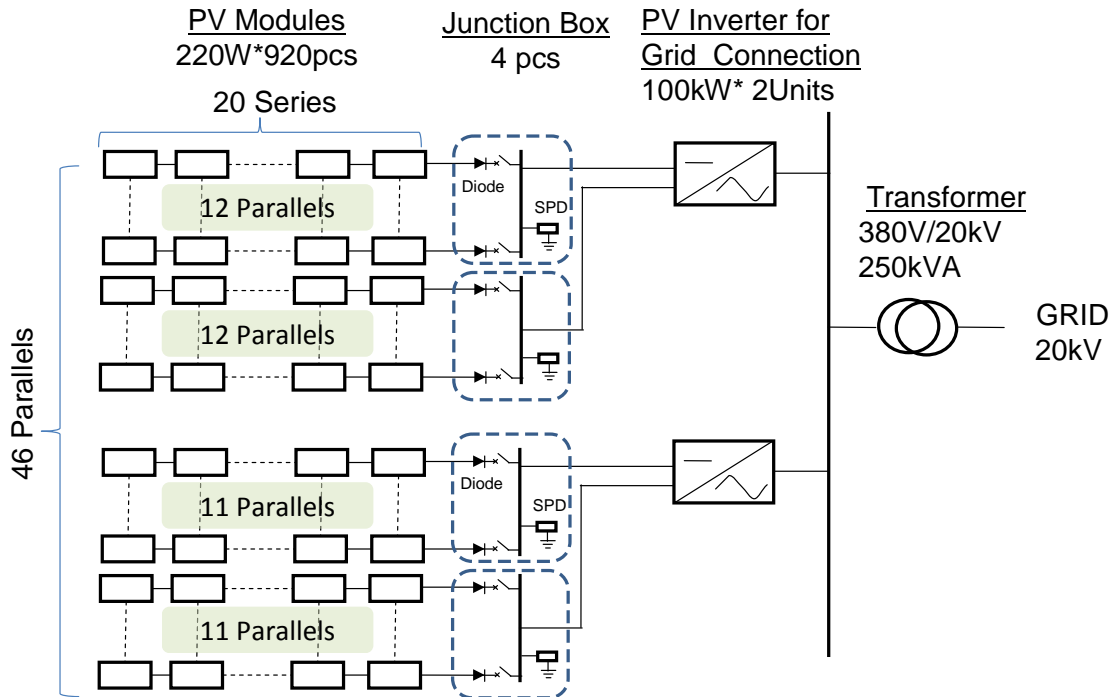 PV Modules
220W*920pcs
20 Series
Junction Box
4 pcs
PV Inverter for
Grid  Connection
100kW* 2Units
Diode
SPD
12 Parallels
12 Parallels
Transformer
380V/20kV
250kVA
GRID
20kV
46 Parallels
Diode
SPD
11 Parallels
11 Parallels